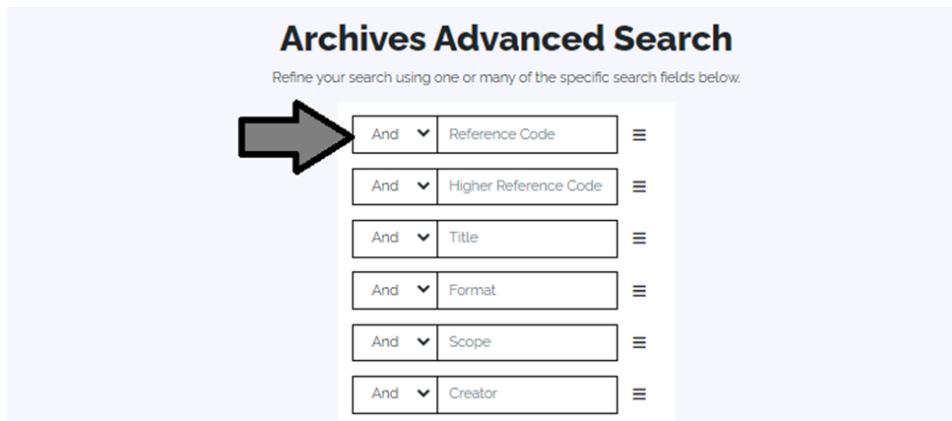 Archives Advanced Search
Refine your search using one or many of the specific search fields below.
And Reference Code
And Higher Reference Code
And Title
And Format
And Scope
And Creator